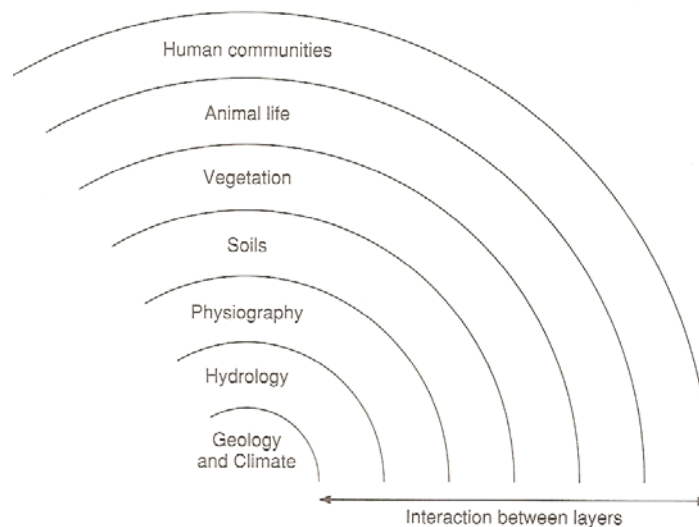 Human communities
Animal life
Vegetation
Soils
Physiography
Hydrology
Geology
and Climate
Interaction between layers